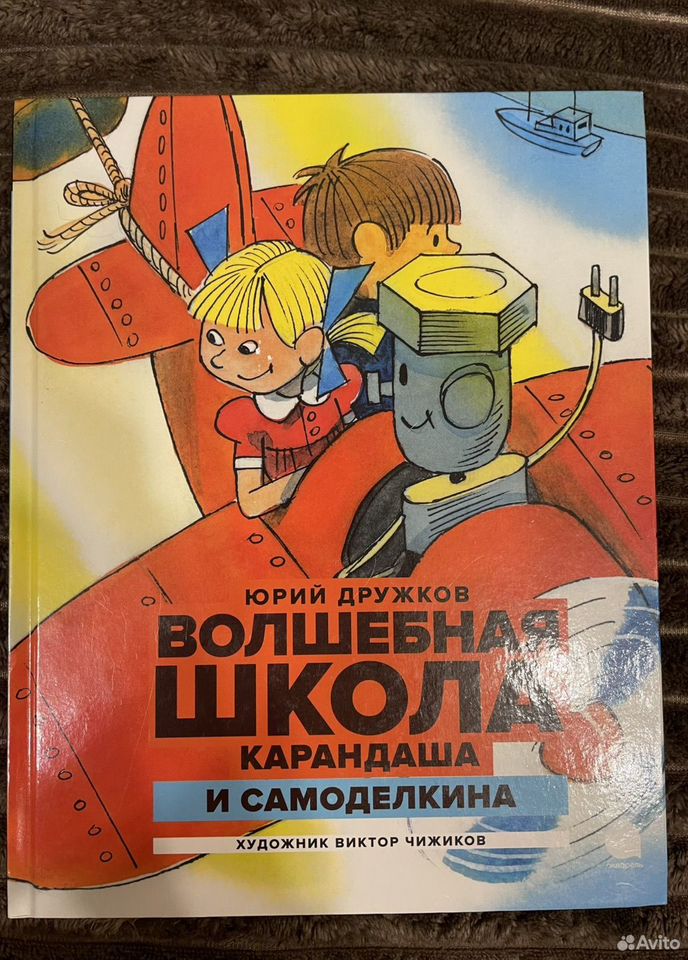 ЮРИЙ ДРУЖКОВ
ВОЛШЕБНАЯ
ШКОЛА
КАРАНДАША
И САМОДЕЛКИНА
ХУДОЖНИК ВИКТОР ЧИЖИКОВ
Avito